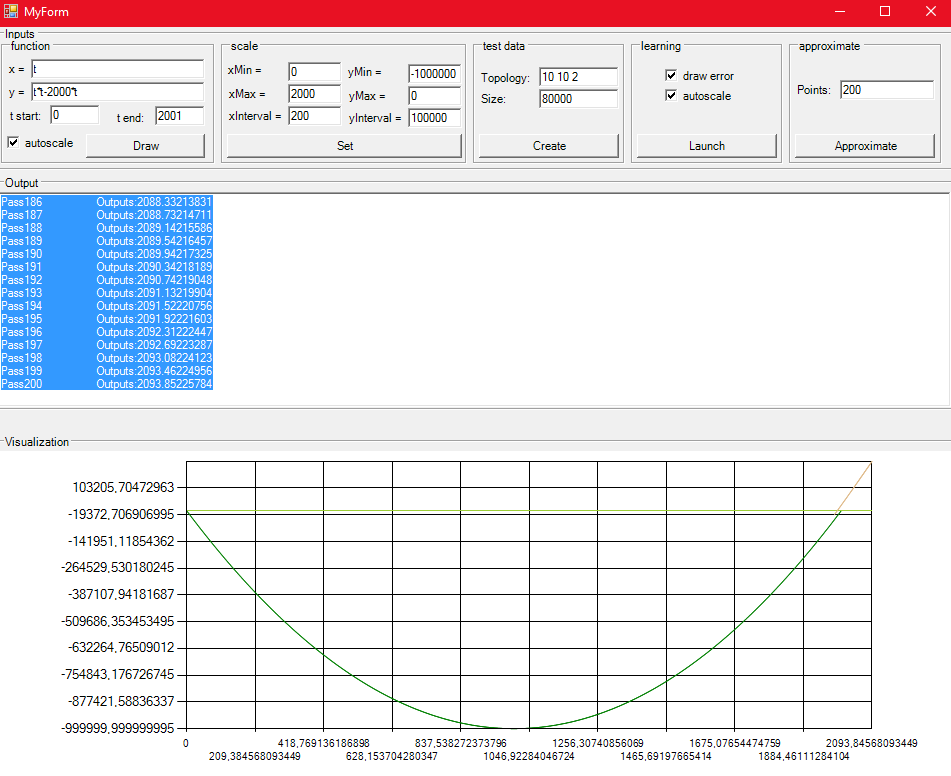 MyForm
Inputs
function
x = t
y = t*t-2000*t
t start: 0 t end: 2001
autoscale Draw
scale
xMin = 0 yMin = -1000000
xMax = 2000 yMax = 0
xInterval = 200 yInterval = 100000
Set
test data
Topology: 10 10 2
Size: 80000
Create
learning
draw error
autoscale
Launch
approximate
Points: 200
Approximate
Output
Pass186 Outputs:2088.33213831
Pass187 Outputs:2088.73214711
Pass188 Outputs:2089.14215586
Pass189 Outputs:2089.54216457
Pass190 Outputs:2089.94217325
Pass191 Outputs:2090.34218189
Pass192 Outputs:2090.74219048
Pass193 Outputs:2091.13219904
Pass194 Outputs:2091.52220756
Pass195 Outputs:2091.92221603
Pass196 Outputs:2092.31222447
Pass197 Outputs:2092.69223287
Pass198 Outputs:2093.08224123
Pass199 Outputs:2093.46224956
Pass200 Outputs:2093.85225784
Visualization
103205,70472963
-19372,706906995
-141951,11854362
-264529,530180245
-387107,94181687
-509686,353453495
-632264,76509012
-754843,176726745
-877421,58836337
-999999,999999995
0 418,769136186898 837,538272373796 1256,30740856069 1675,07654474759 2093,84568093449
209,384568093449 628,153704280347 1046,92284046724 1465,69197665414 1884,46111284104